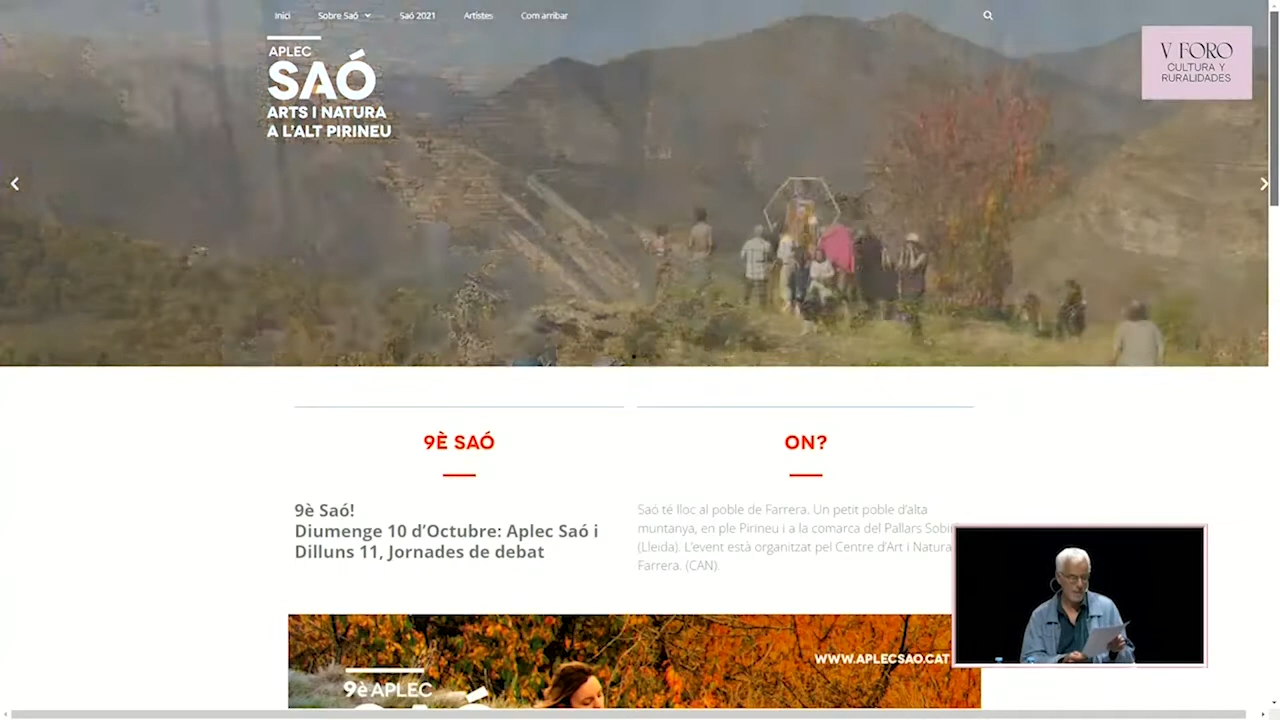 Inici
Sobre Saó
Saó 2021
Artistes
Com arribar
APLEC
SAÓ
ARTS I NATURA
A L'ALT PIRINEU
V FORO
CULTURA Y
RURALIDADES
9È SAÓ
9è Saó!
Diumenge 10 d'Octubre: Aplec Saó i
Dilluns 11, Jornades de debat
ON?
Saó té lloc al poble de Farrera. Un petit poble d'alta
muntanya, en ple Pirineu i a la comarca del Pallars
(Lleida). L'event està organitzat pel Centre d'Art i Natura
Farrera. (CAN).
WWW.APLECSAO.CAT
9è APLEC